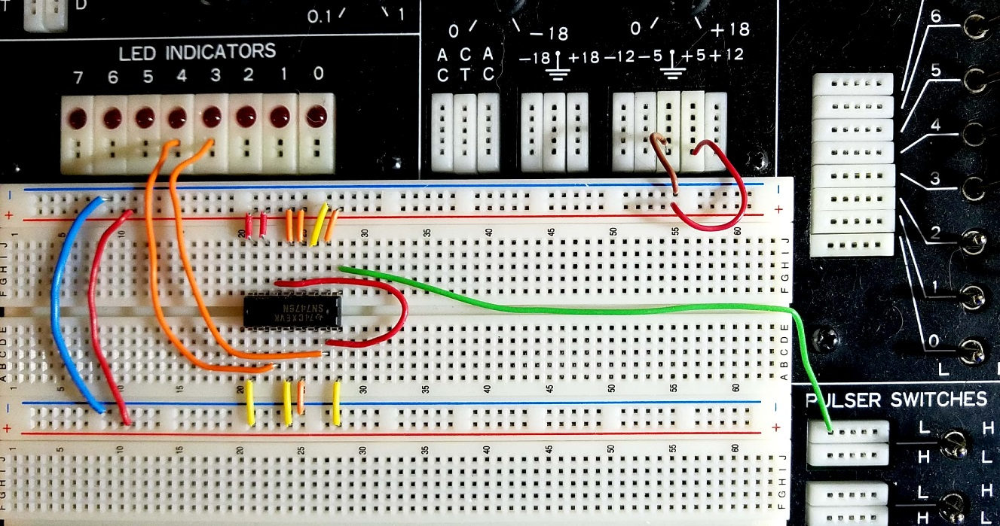 D
0.1 1
LED INDICATORS
7 6 5 4 3 2 1 0
0 -18
0 +18
A C A
C T C
-18 +18 -12 -5 +5 +12
6
5
4
3
2
1
0
L
- -
+ +
1 5 10 15 20 25 30 35 40 45 50 55 60
J
I
H
G
F
SN7476N
74CXEVK
E
D
C
B
A
1 5 10 15 20 25 30 35 40 45 50 55 60
- -
+ +
1 5 10 15 20 25 30 35 40 45 50 55 60
J
I
H
G
F
PULSER SWITCHES
L H
H L
L H
H L